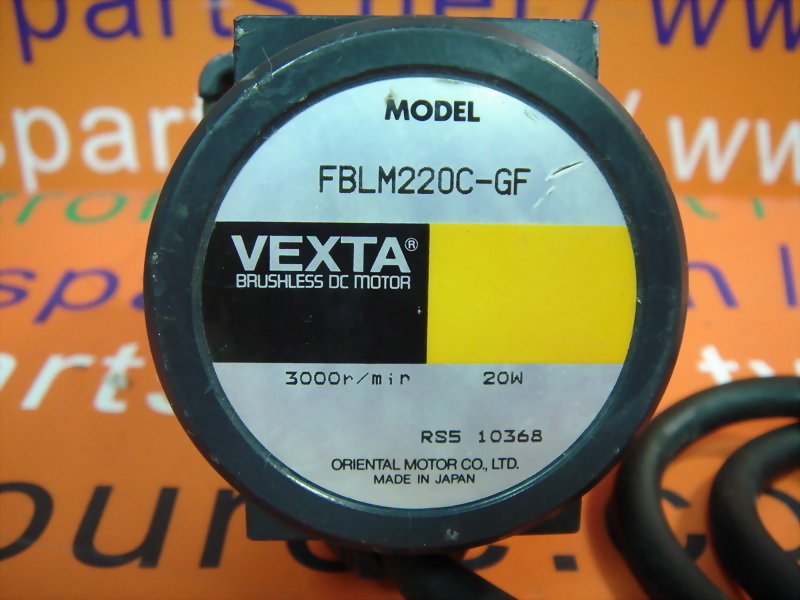 MODEL
FBLM220C-GF
VEXTA®
BRUSHLESS DC MOTOR
3000r/min 20W
RS5 10368
ORIENTAL MOTOR CO., LTD.
MADE IN JAPAN